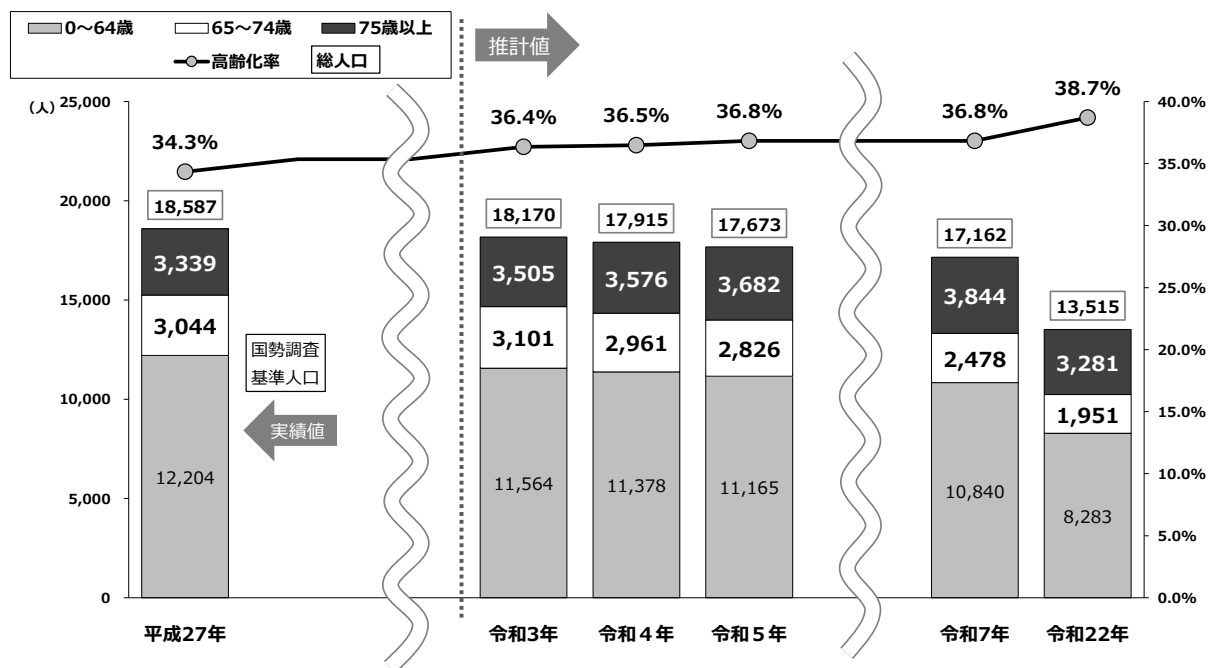 0～64歳 65～74歳 75歳以上
高齢化率 総人口
推計値
（人）
25,000
20,000
15,000
10,000
5,000
0
40.0%
35.0%
30.0%
25.0%
20.0%
15.0%
10.0%
5.0%
0.0%
34.3% 36.4% 36.5% 36.8% 36.8% 38.7%
18,587 18,170 17,915 17,673 17,162 13,515
3,339 3,505 3,576 3,682 3,844 3,281
3,044 3,101 2,961 2,826 2,478 1,951
国勢調査
基準人口
実績値
12,204 11,564 11,378 11,165 10,840 8,283
平成27年 令和3年 令和４年 令和５年 令和7年 令和22年